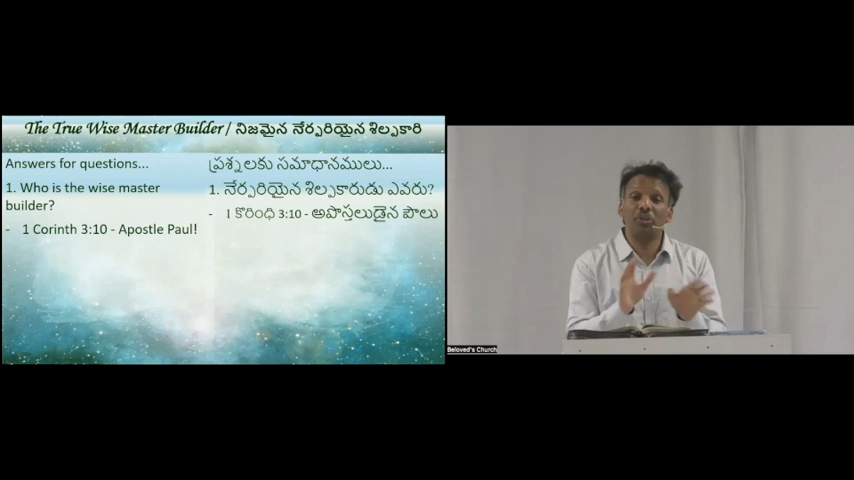 The True Wise Master Builder / నిజమైన నేర్పరియైన శిల్పకారి
Answers for questions...
1. Who is the wise master
builder?
- 1 Corinth 3:10 - Apostle Paul!
ప్రశ్నలకు సమాధానములు...
1. నేర్పరియైన శిల్పకారుడు ఎవరు?
- 1 కొరింథి 3:10 - అపొస్తలుడైన పౌలు
Beloved's Church